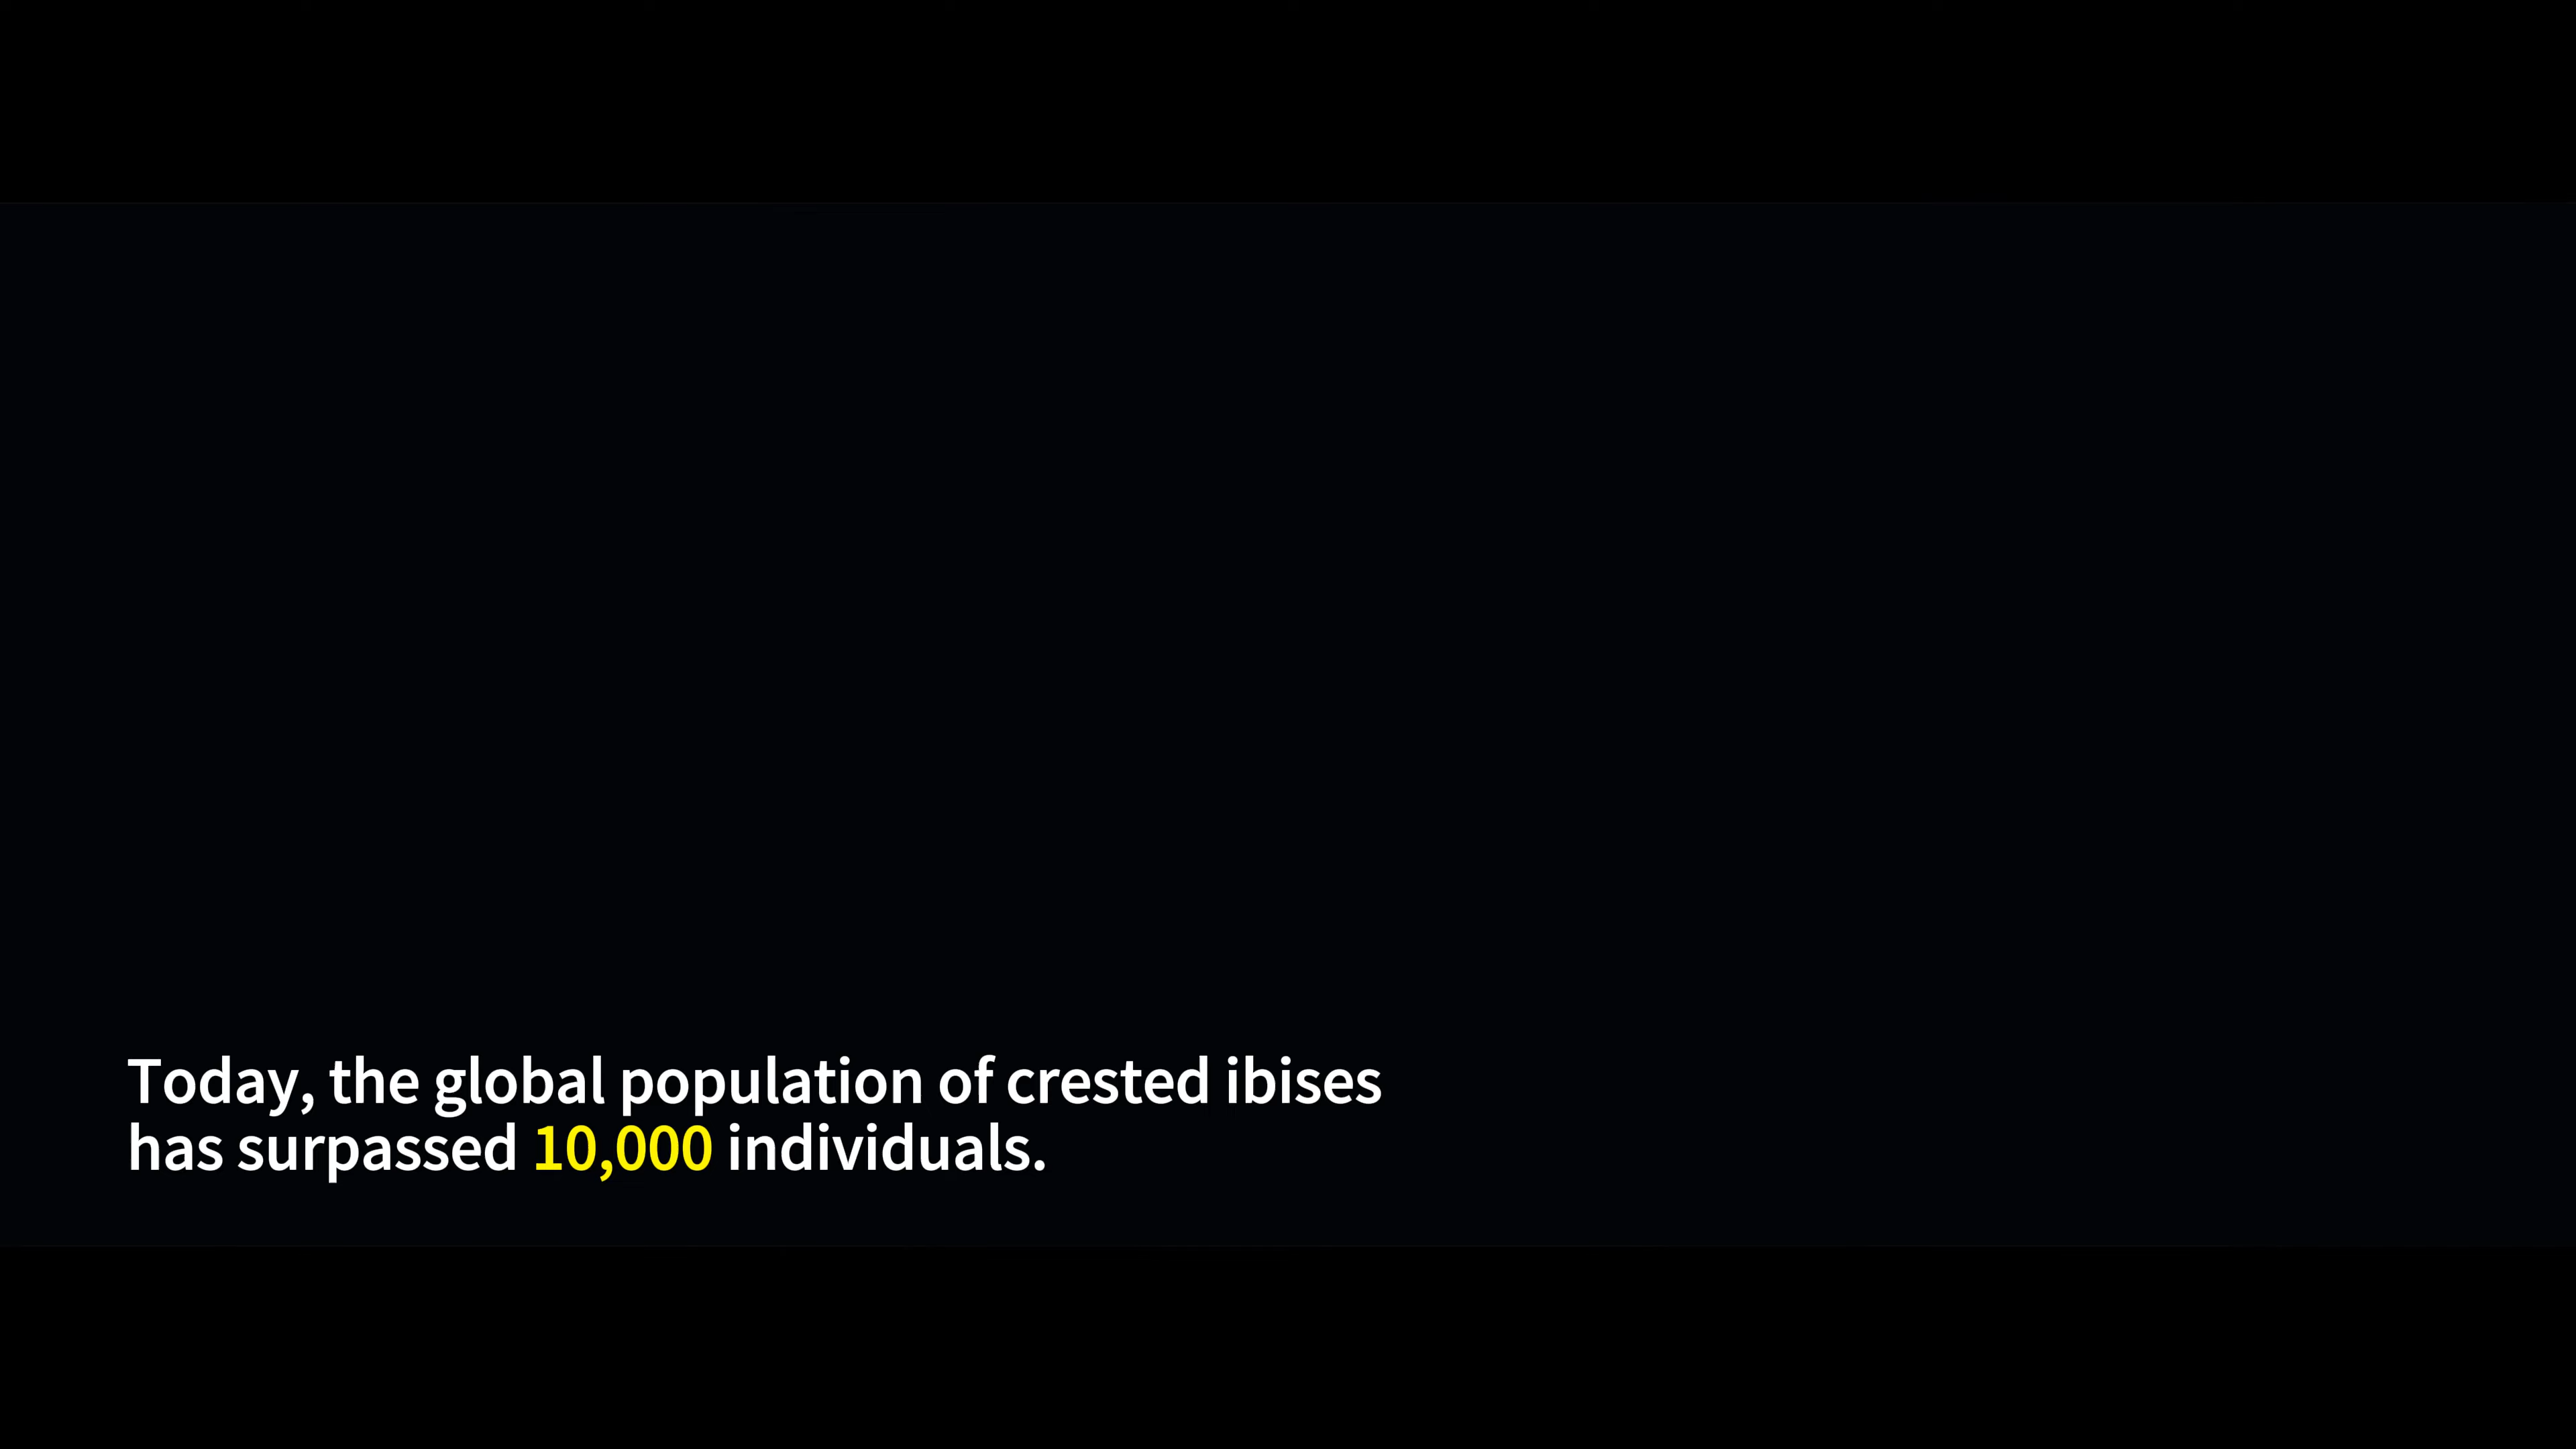 Today, the global population of crested ibises
has surpassed 10,000 individuals.